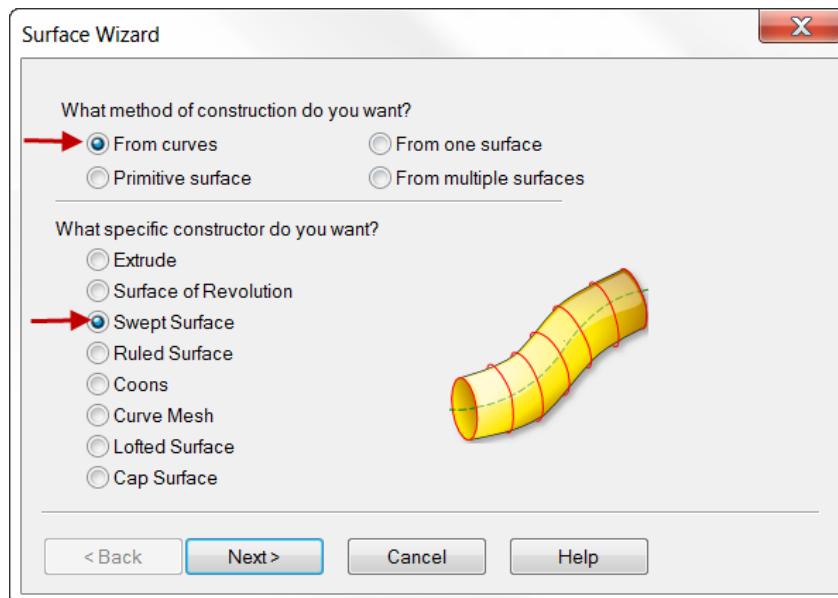 Surface Wizard
What method of construction do you want?
From curves From one surface
Primitive surface From multiple surfaces
What specific constructor do you want?
Extrude
Surface of Revolution
Swept Surface
Ruled Surface
Coons
Curve Mesh
Lofted Surface
Cap Surface
< Back Next > Cancel Help